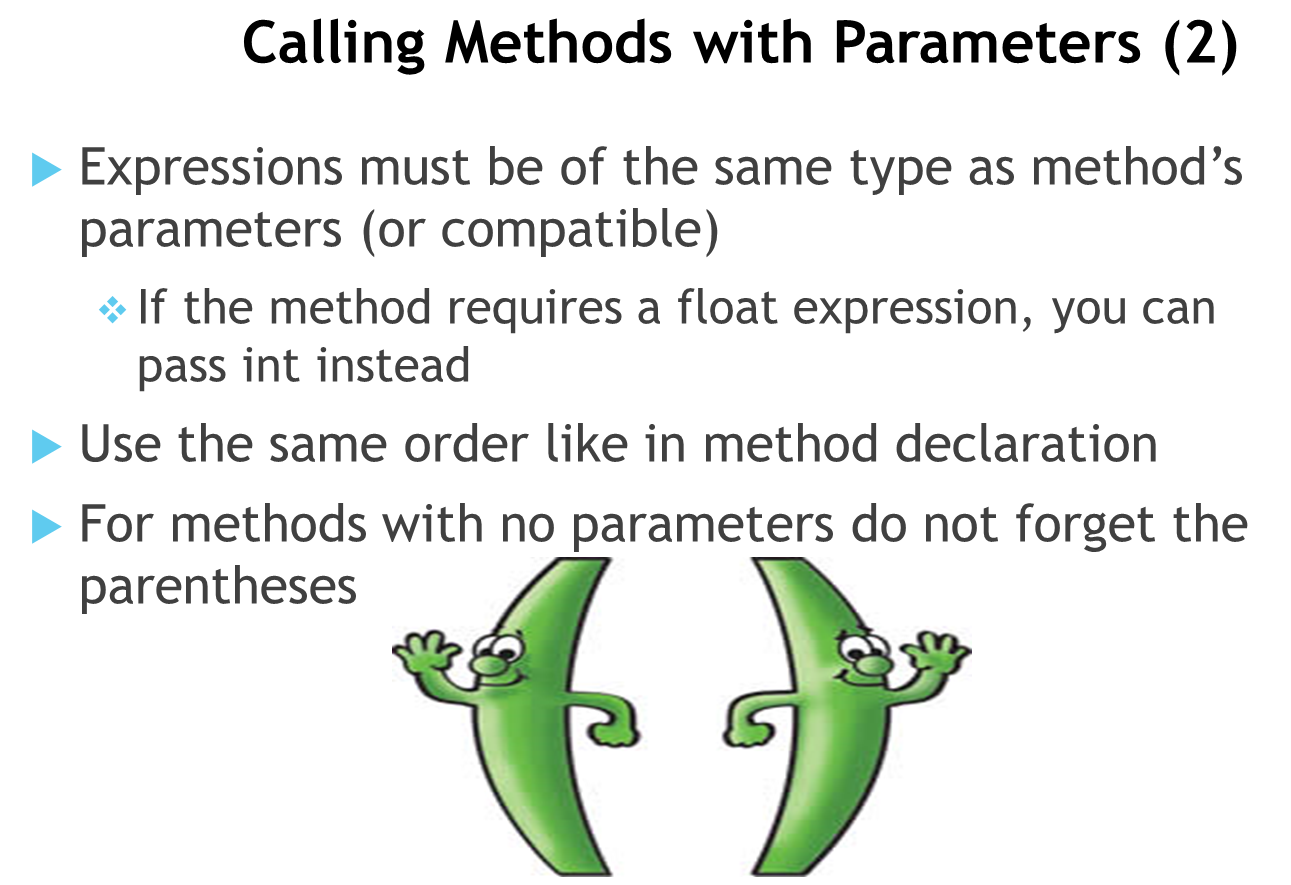 Calling Methods with Parameters (2)
Expressions must be of the same type as method’s
parameters (or compatible)
If the method requires a float expression, you can
pass int instead
Use the same order like in method declaration
For methods with no parameters do not forget the
parentheses